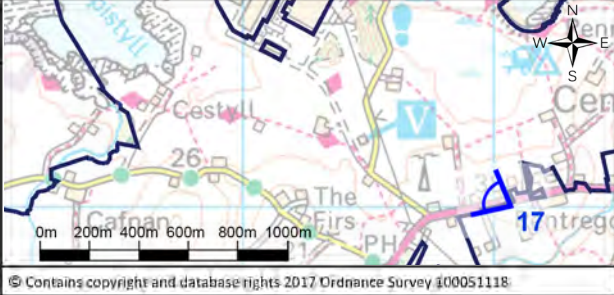 N
W E
S
Cestyll
V
26
The
Firs
17
Cafnan
PH
0m 200m 400m 600m 800m 1000m
© Contains copyright and database rights 2017 Ordnance Survey 100051118